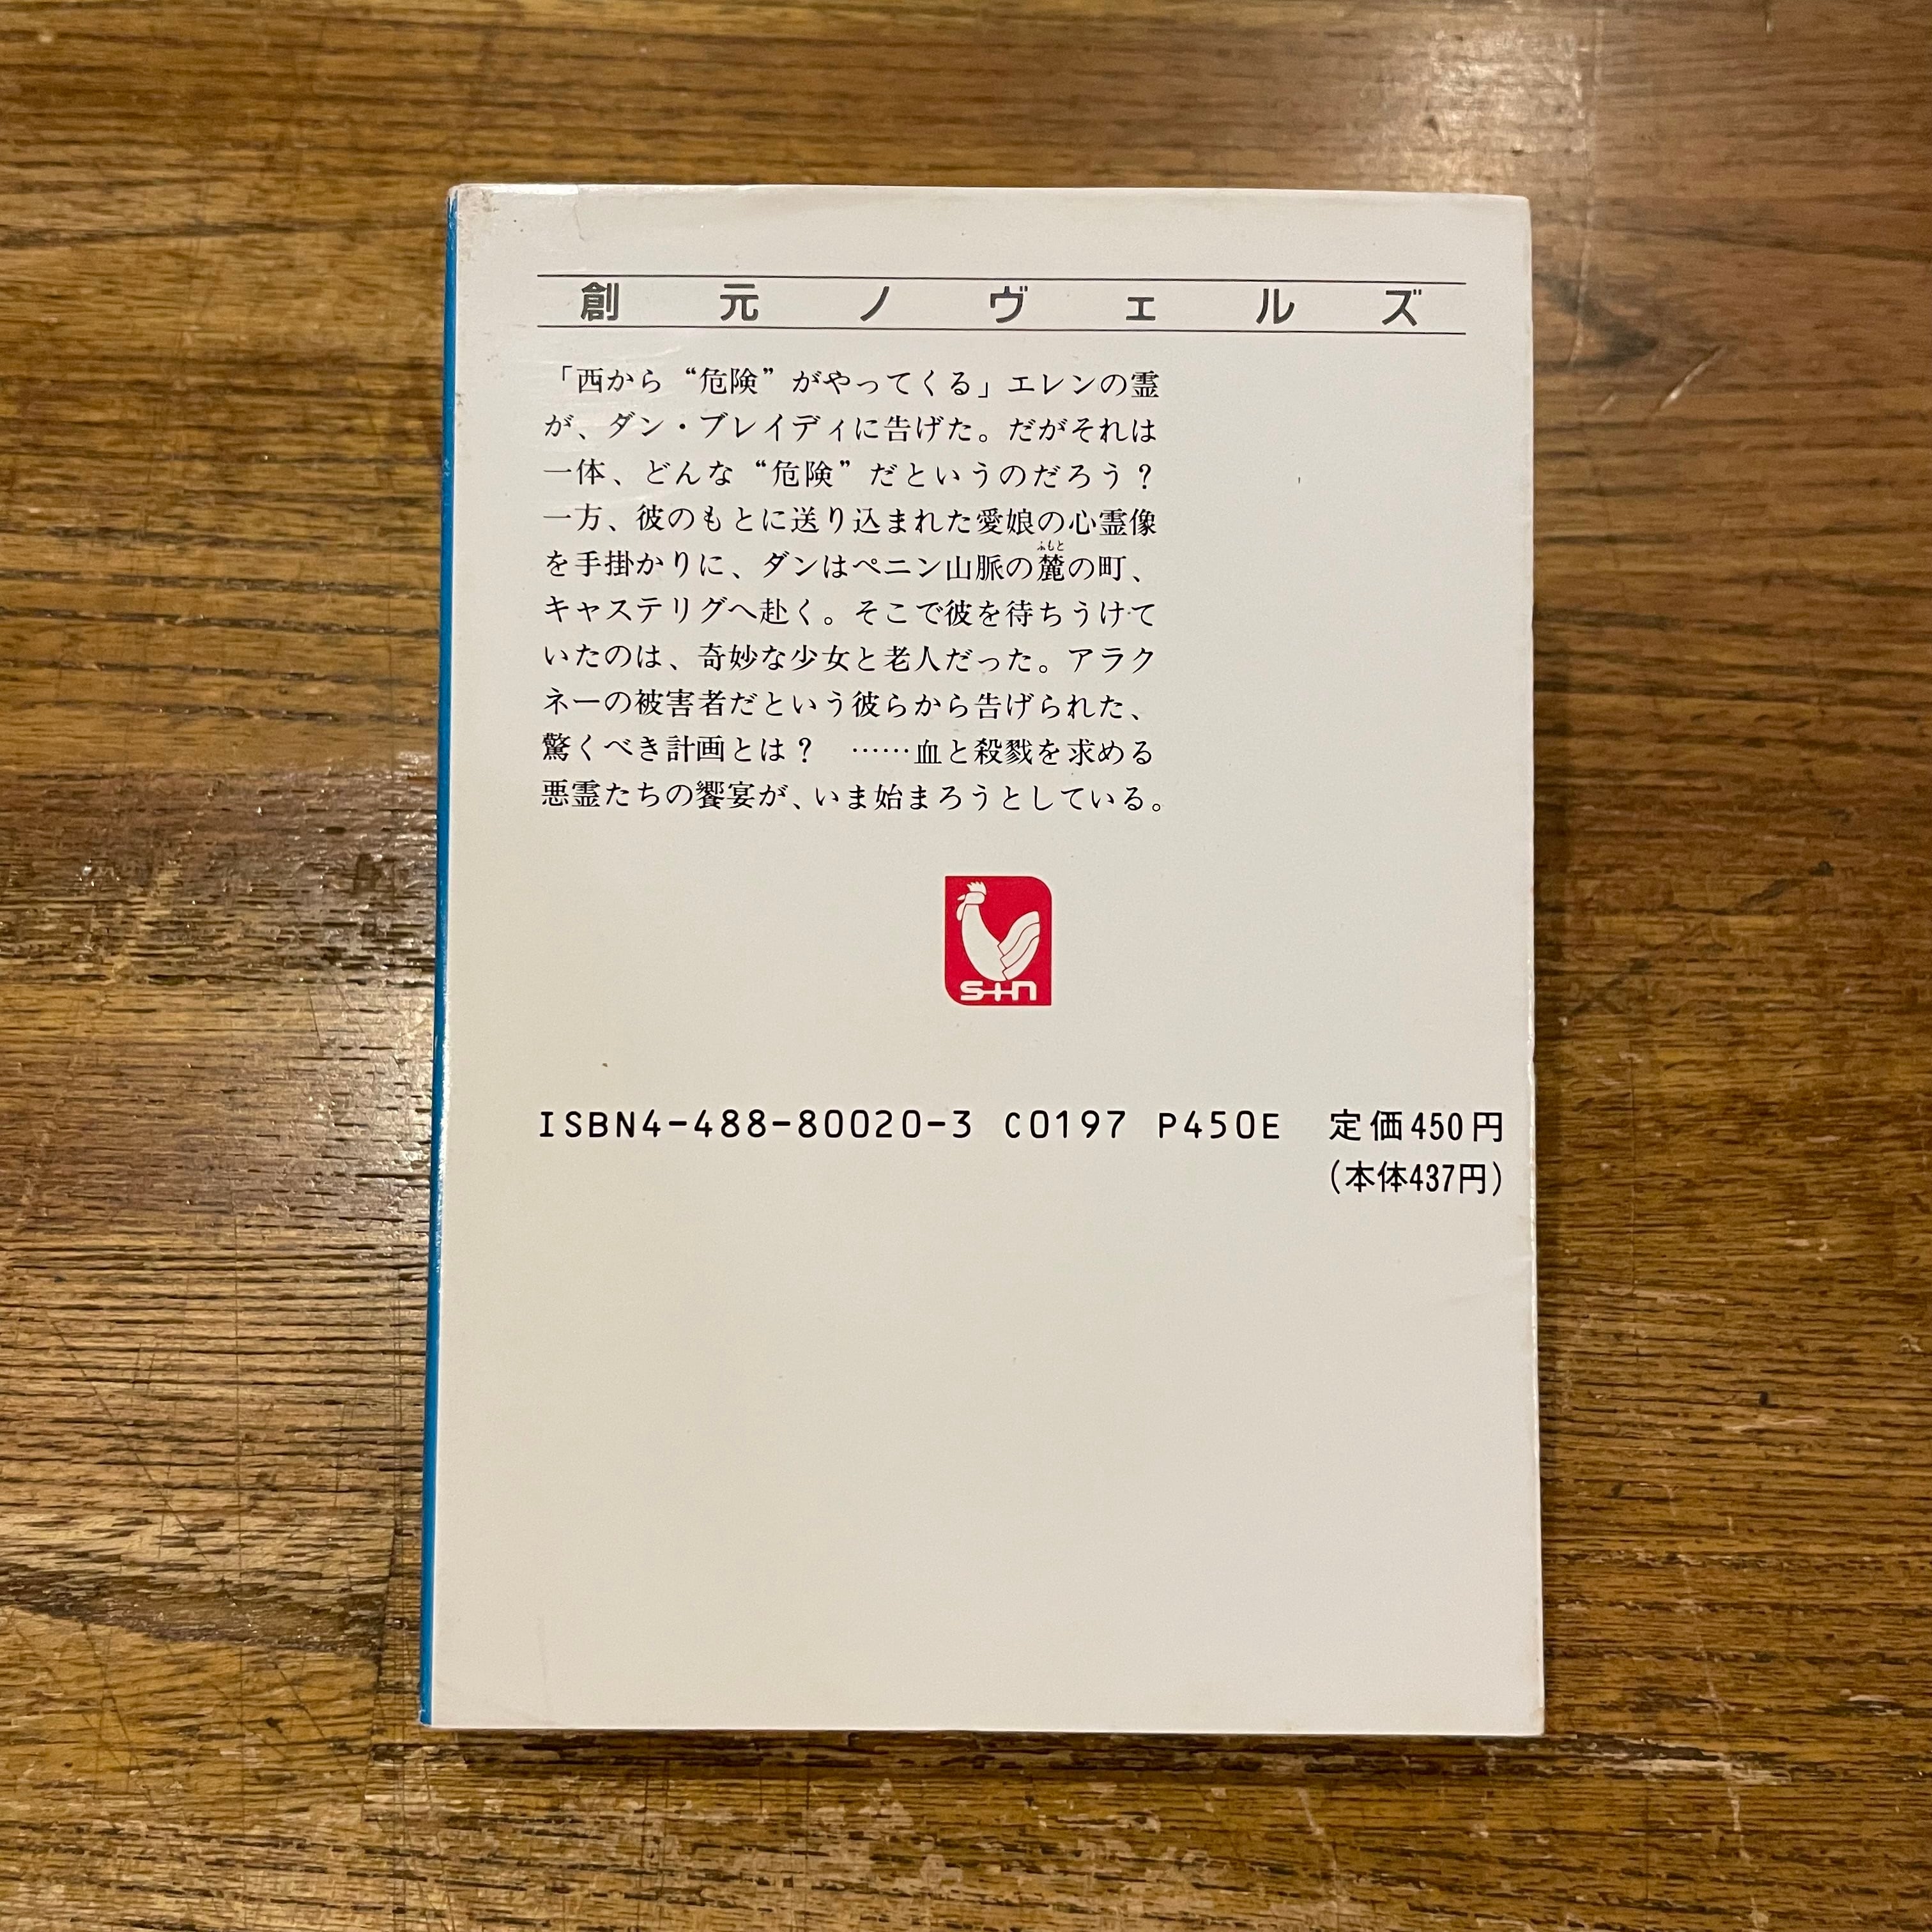 創元ノヴェルズ
「西から“危険”がやってくる」エレンの霊
が、ダン・ブレイディに告げた。だがそれは
一体、どんな“危険”だというのだろう？
一方、彼のもとに送り込まれた愛娘の心霊像
ふもと
を手掛かりに、ダンはペニン山脈の麓の町、
キャステリグへ赴く。そこで彼を待ちうけて
いたのは、奇妙な少女と老人だった。アラク
ネーの被害者だという彼らから告げられた、
驚くべき計画とは？　……血と殺戮を求める
悪霊たちの饗宴が、いま始まろうとしている。
s+n
ISBN4-488-80020-3 C0197 P450E 定価450円
(本体437円)